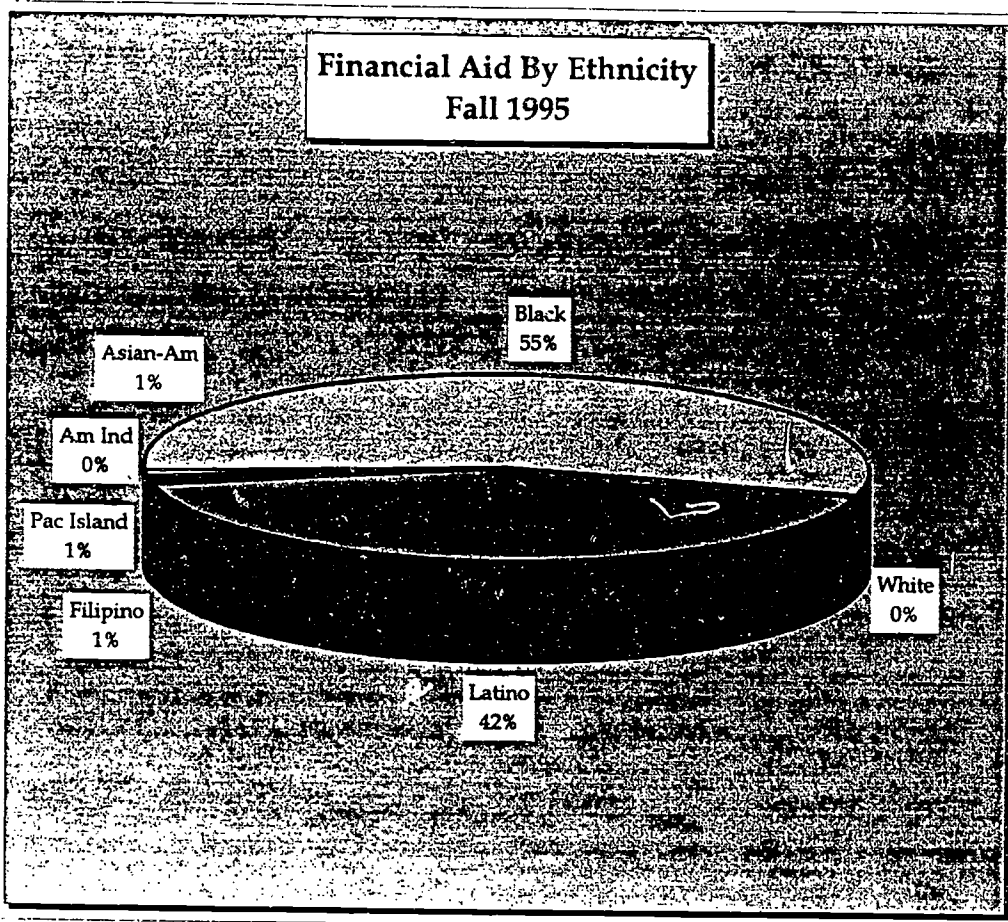 Financial Aid By Ethnicity
Fall 1995
Black
55%
Asian-Am
1%
Am Ind
0%
Pac Island
1%
Filipino
1%
White
0%
Latino
42%